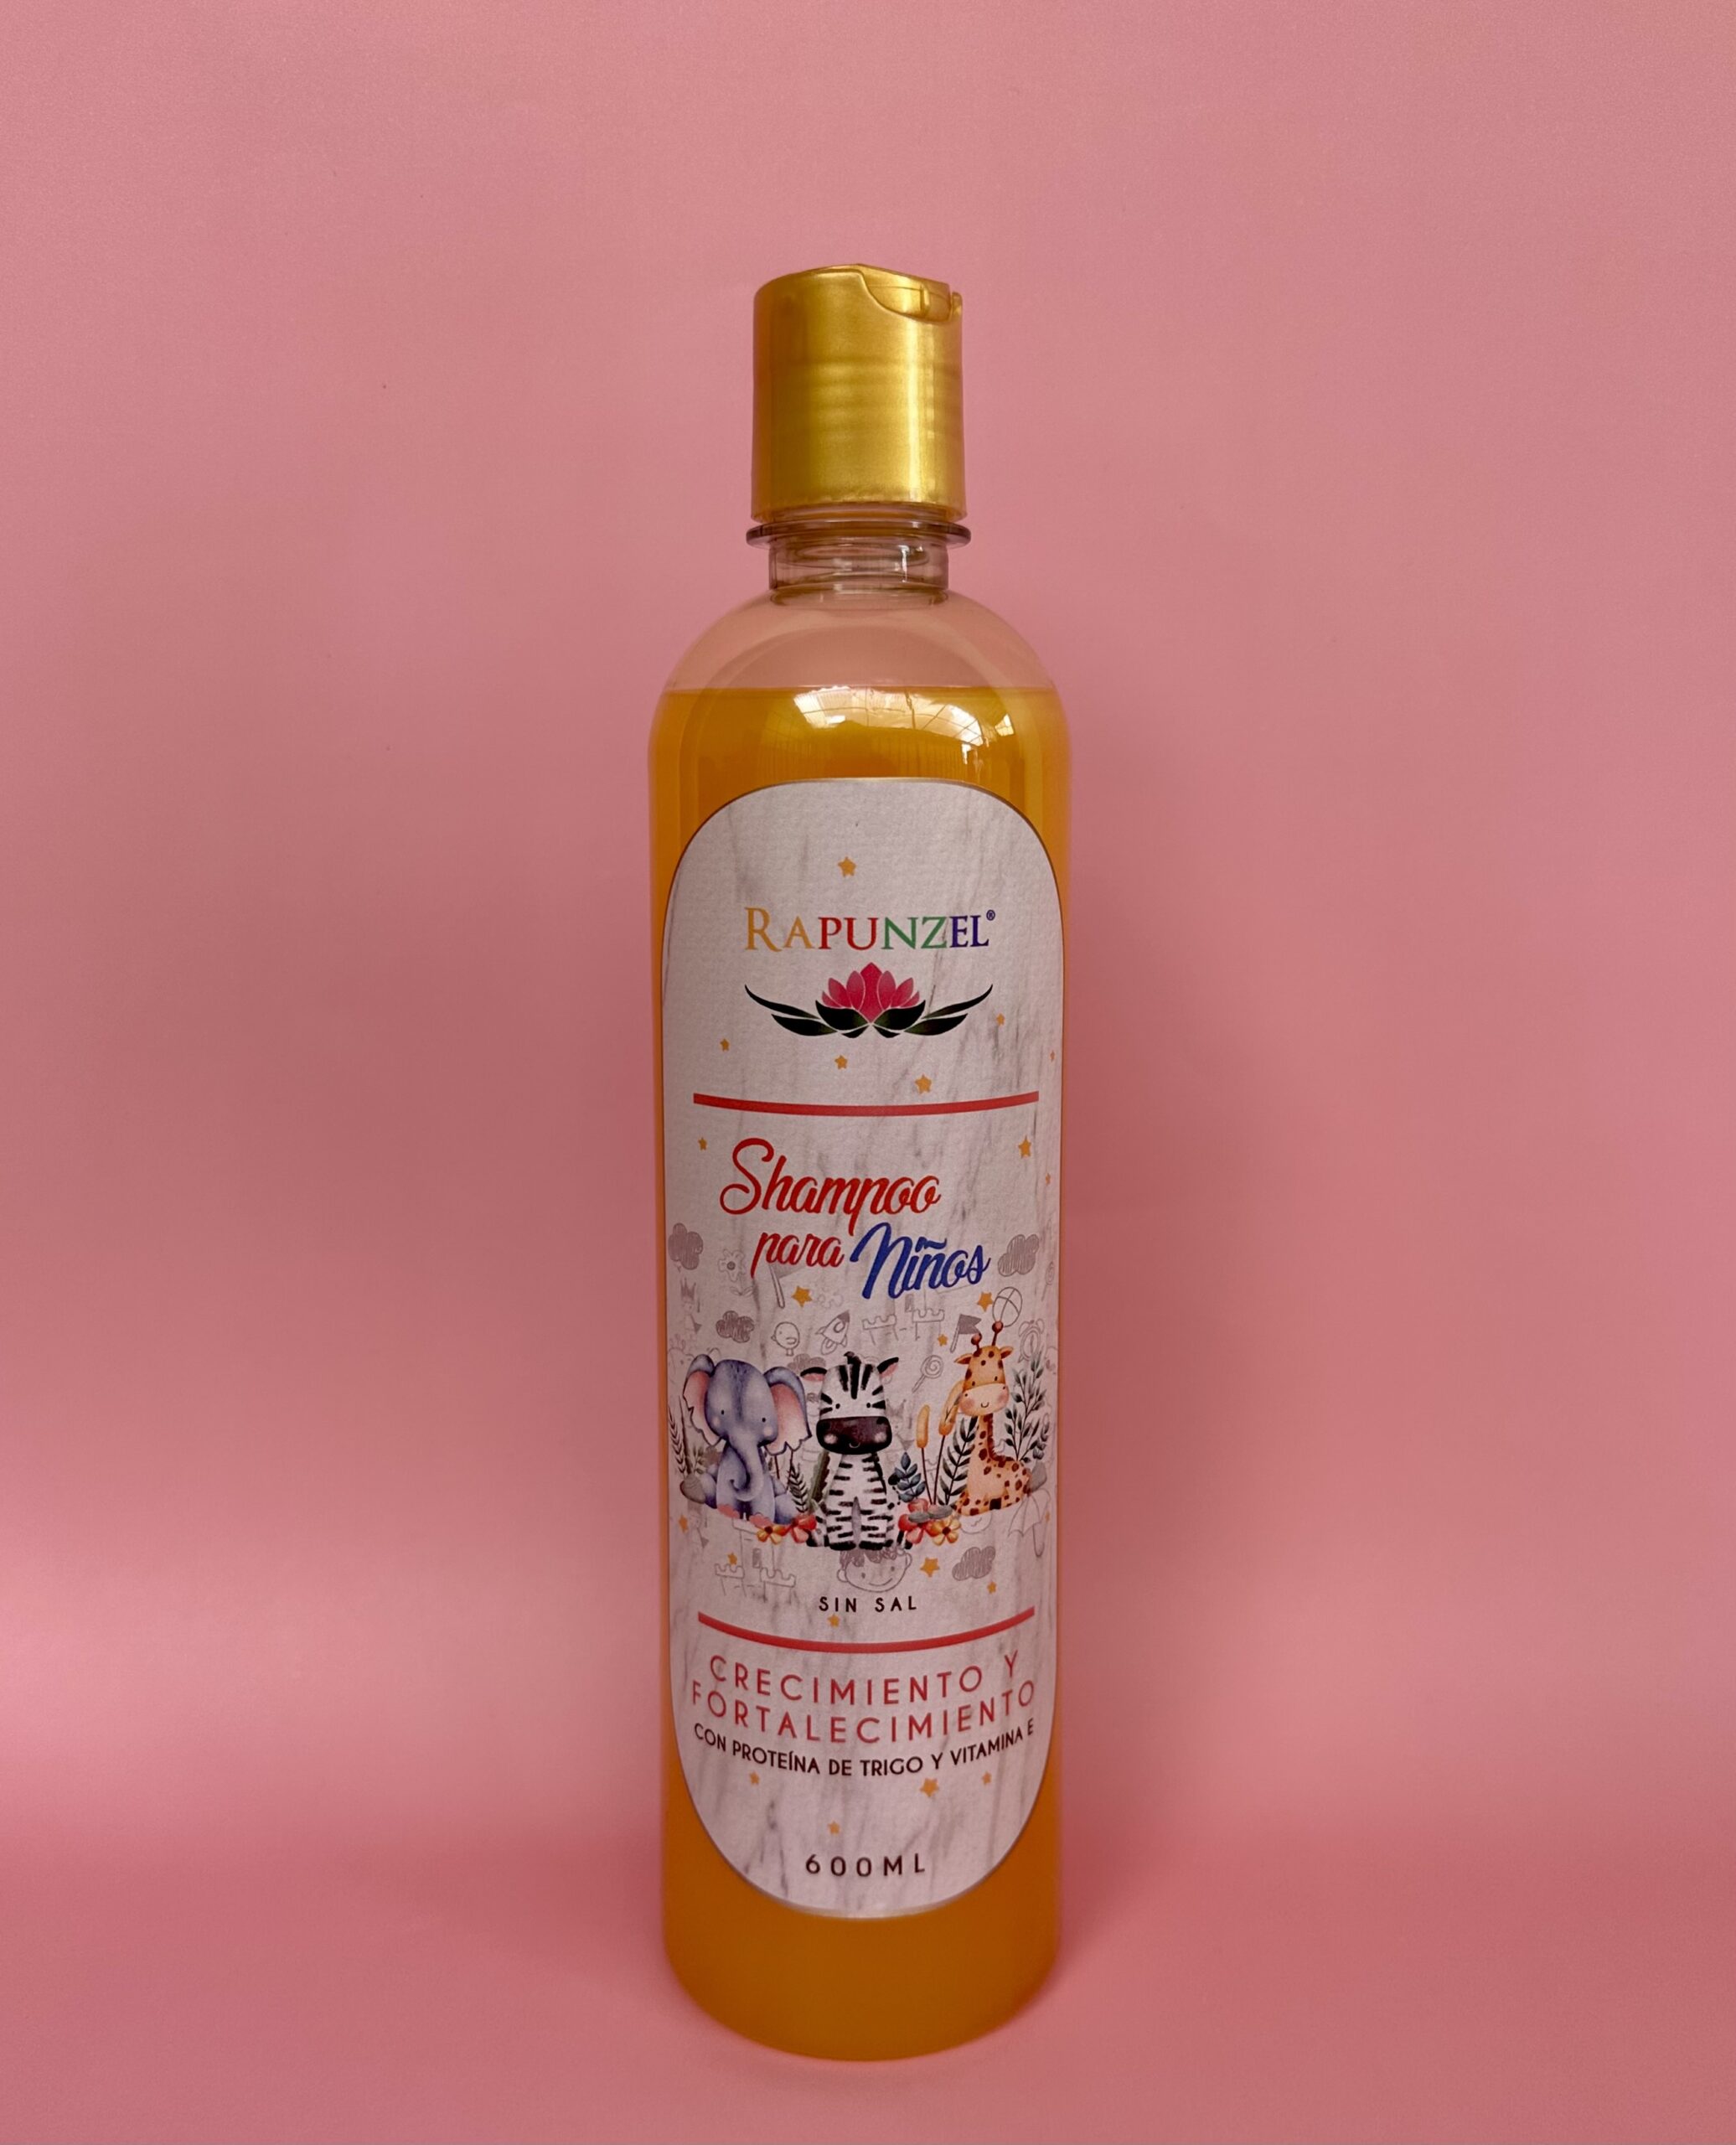 RAPUNZEL®
Shampoo
para Niños
SIN SAL
CRECIMIENTO Y
FORTALECIMIENTO
CON PROTEÍNA DE TRIGO Y VITAMINA E
600ML